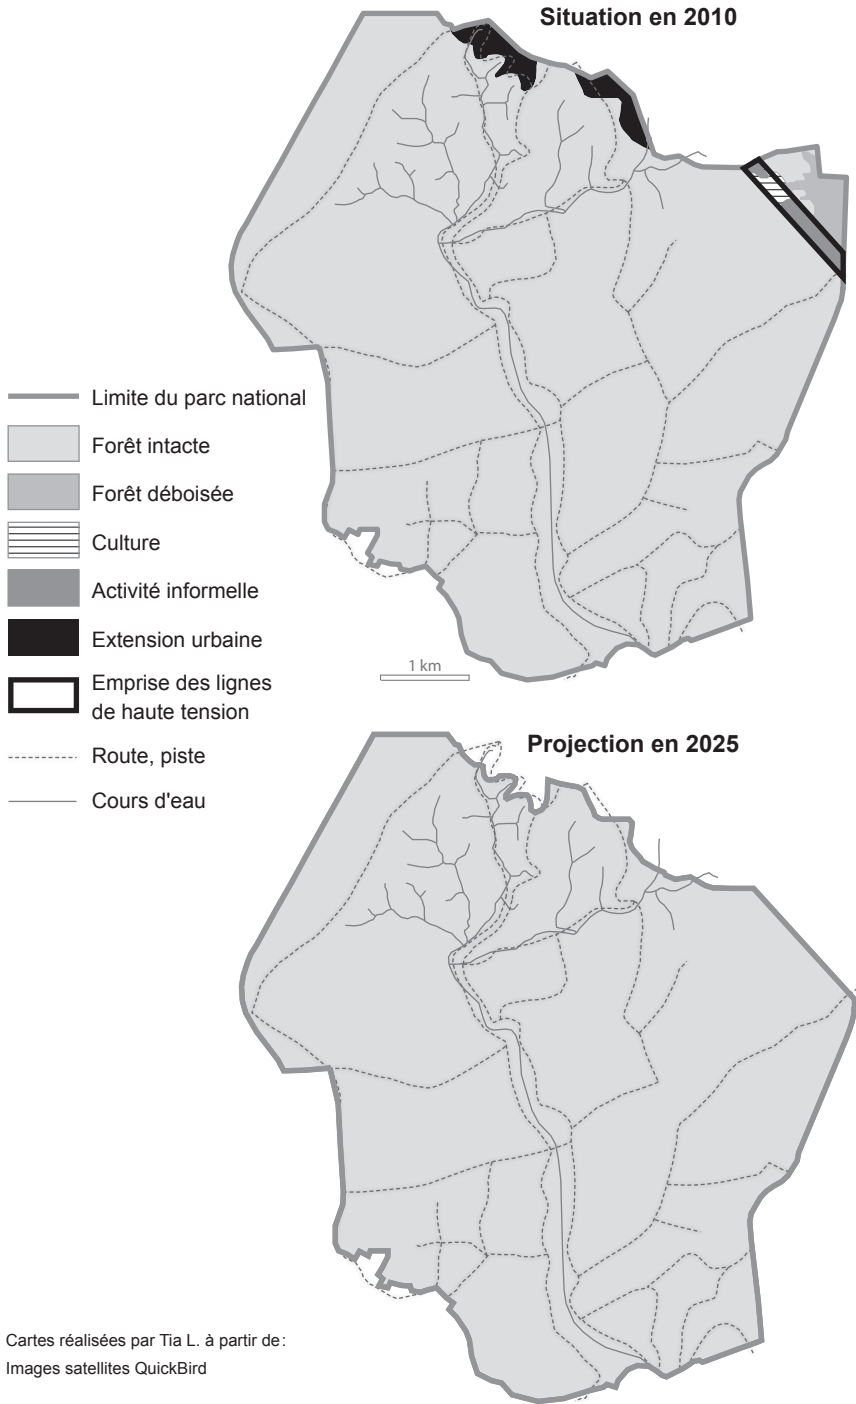 Situation en 2010
Limite du parc national
Forêt intacte
Forêt déboisée
Culture
Activité informelle
Extension urbaine
Emprise des lignes
de haute tension
Route, piste
Cours d'eau
1 km
Projection en 2025
Cartes réalisées par Tia L. à partir de :
Images satellites QuickBird